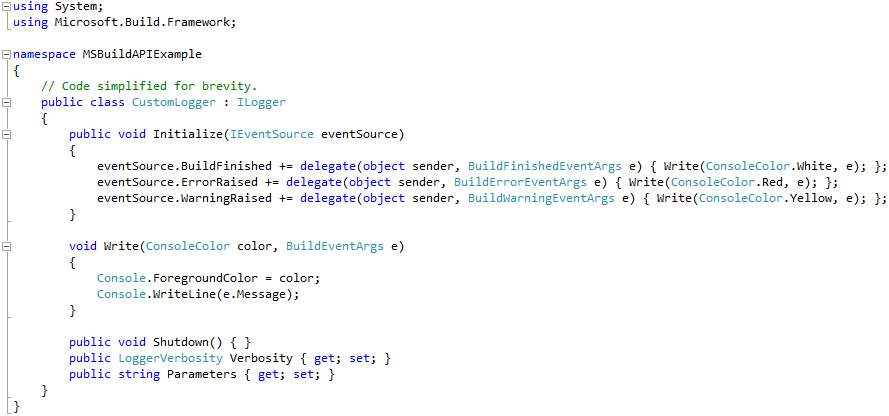 using System;
using Microsoft.Build.Framework;

namespace MSBuildAPIExample
{
    // Code simplified for brevity.
    public class CustomLogger : ILogger
    {
        public void Initialize(IEventSource eventSource)
        {
            eventSource.BuildFinished += delegate(object sender, BuildFinishedEventArgs e) { Write(ConsoleColor.White, e); };
            eventSource.ErrorRaised += delegate(object sender, BuildErrorEventArgs e) { Write(ConsoleColor.Red, e); };
            eventSource.WarningRaised += delegate(object sender, BuildWarningEventArgs e) { Write(ConsoleColor.Yellow, e); };
        }

        void Write(ConsoleColor color, BuildEventArgs e)
        {
            Console.ForegroundColor = color;
            Console.WriteLine(e.Message);
        }

        public void Shutdown() { }
        public LoggerVerbosity Verbosity { get; set; }
        public string Parameters { get; set; }
    }
}